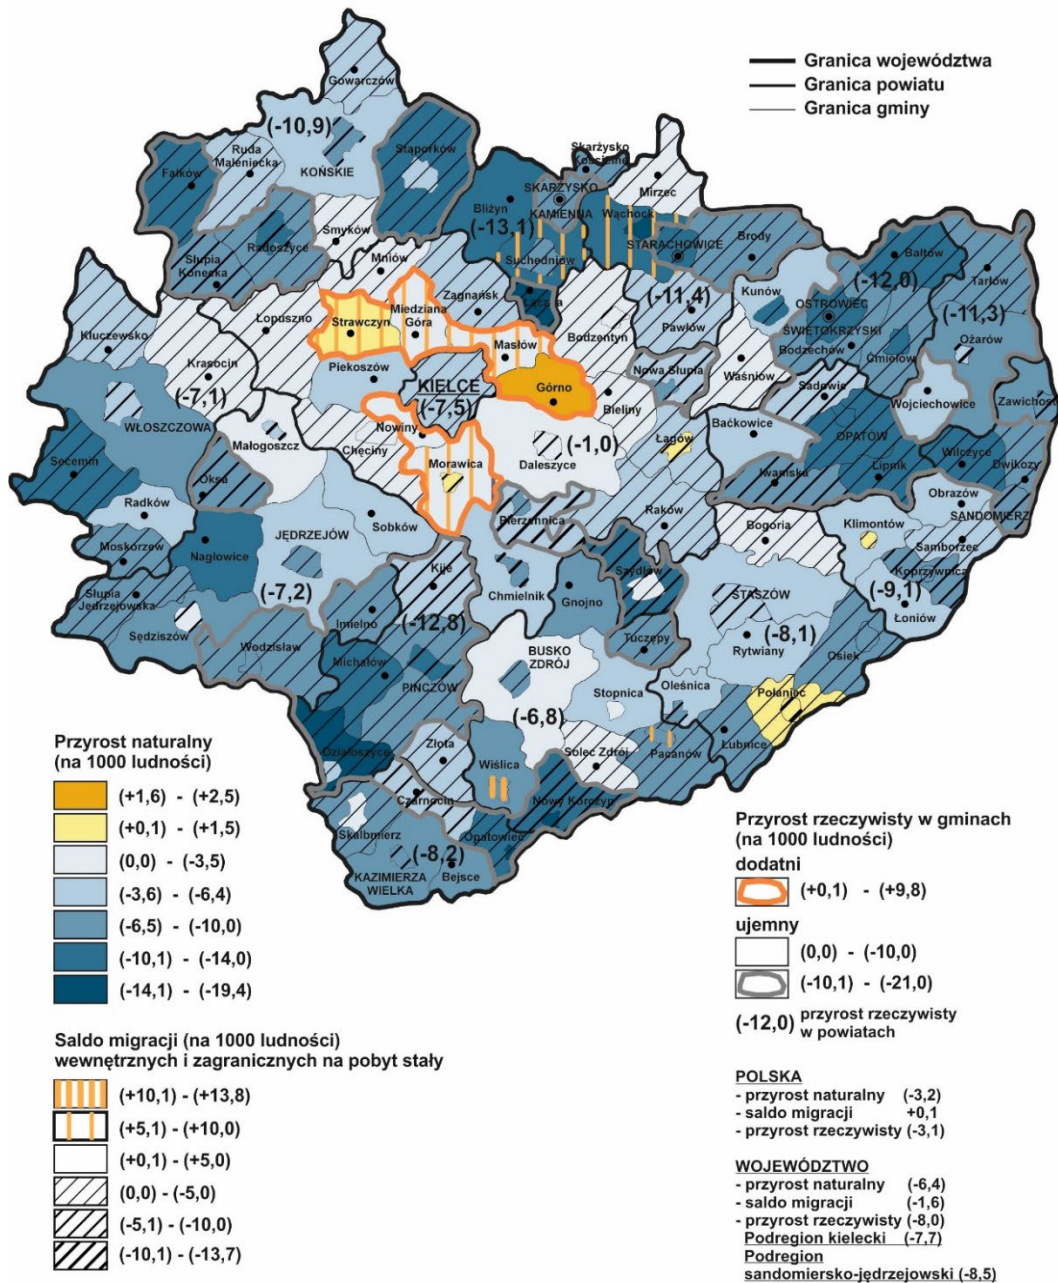 Granica województwa
Granica powiatu
Granica gminy
Gowarczów
(-10,9)
Ruda
Maleniecka
KOŃSKIE
Stąporków
Fałków
Skarżysko
Kościelne
SKARŻYSKO
KAMIENNA
Mirzec
Bliżyn
(-13,1)
Wąchock
STARACHOWICE
Brody
Smyków
Radoszyce
Słupia
Konecka
Mniów
Suchedniów
Łączna
Bałtów
(-12,0)
Tarłów
Zagnańsk
(-11,4)
Kunów
OSTROWIEC
ŚWIĘTOKRZYSKI
(-11,3)
Kluczewsko
Łopuszno
Strawczyn
Miedziana
Góra
Masłów
Bodzentyn
Pawłów
Bodzechów
Ćmielów
Ożarów
Krasocin
(-7,1)
Piekoszów
KIELCE
(-7,5)
Górno
Nowa Słupia
Waśniów
Sadowie
Wojciechowice
Zawichost
Bieliny
WŁOSZCZOWA
Małogoszcz
Nowiny
Chęciny
(-1,0)
Daleszyce
Łagów
Baćkowice
OPATÓW
Secemin
Morawica
Iwaniska
Lipnik
Wilczyce
Dwikozy
Oksa
Radków
Obrazów
SANDOMIERZ
Sobków
Pierzchnica
Raków
Bogoria
Klimontów
Samborzec
JĘDRZEJÓW
Moskorzew
Nagłowice
Kije
Szydłów
Koprzywnica
(-9,1)
Łoniów
Słupia
Jędrzejowska
(-7,2)
Imielno
(-12,8)
Chmielnik
Gnojno
STASZÓW
(-8,1)
Rytwiany
Sędziszów
Wodzisław
Tuczępy
Osiek
Michałów
PIŃCZÓW
BUSKO
ZDRÓJ
Stopnica
Oleśnica
Połaniec
(-6,8)
Działoszyce
Złota
Solec Zdrój
Pacanów
Łubnice
Wiślica
Czarnocin
Nowy Korczyn
Skalbmierz
Opatowiec
(-8,2)
KAZIMIERZA
WIELKA
Bejsce
Przyrost naturalny
(na 1000 ludności)
(+1,6) - (+2,5)
(+0,1) - (+1,5)
(0,0) - (-3,5)
(-3,6) - (-6,4)
(-6,5) - (-10,0)
(-10,1) - (-14,0)
(-14,1) - (-19,4)
Saldo migracji (na 1000 ludności)
wewnętrznych i zagranicznych na pobyt stały
(+10,1) - (+13,8)
(+5,1) - (+10,0)
(+0,1) - (+5,0)
(0,0) - (-5,0)
(-5,1) - (-10,0)
(-10,1) - (-13,7)
Przyrost rzeczywisty w gminach
(na 1000 ludności)
dodatni
(+0,1) - (+9,8)
ujemny
(0,0) - (-10,0)
(-10,1) - (-21,0)
(-12,0) przyrost rzeczywisty
w powiatach
POLSKA
- przyrost naturalny (-3,2)
- saldo migracji +0,1
- przyrost rzeczywisty (-3,1)
WOJEWÓDZTWO
- przyrost naturalny (-6,4)
- saldo migracji (-1,6)
- przyrost rzeczywisty (-8,0)
Podregion kielecki (-7,7)
Podregion
sandomiersko-jędrzejowski (-8,5)